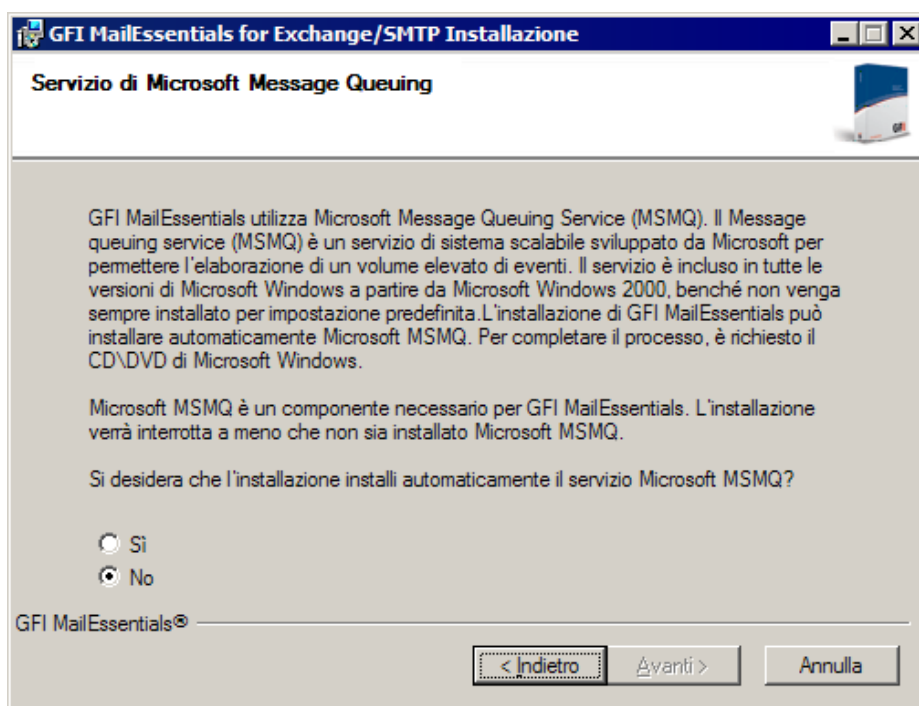 GFI MailEssentials for Exchange/SMTP Installazione
Servizio di Microsoft Message Queuing
GFI
GFI MailEssentials utilizza Microsoft Message Queuing Service (MSMQ). Il Message
queuing service (MSMQ) è un servizio di sistema scalabile sviluppato da Microsoft per
permettere l'elaborazione di un volume elevato di eventi. Il servizio è incluso in tutte le
versioni di Microsoft Windows a partire da Microsoft Windows 2000, benché non venga
sempre installato per impostazione predefinita.L'installazione di GFI MailEssentials può
installare automaticamente Microsoft MSMQ. Per completare il processo, è richiesto il
CD\DVD di Microsoft Windows.
Microsoft MSMQ è un componente necessario per GFI MailEssentials. L'installazione
verrà interrotta a meno che non sia installato Microsoft MSMQ.
Si desidera che l'installazione installi automaticamente il servizio Microsoft MSMQ?
Sì
No
GFI MailEssentials®
< Indietro
Avanti >
Annulla